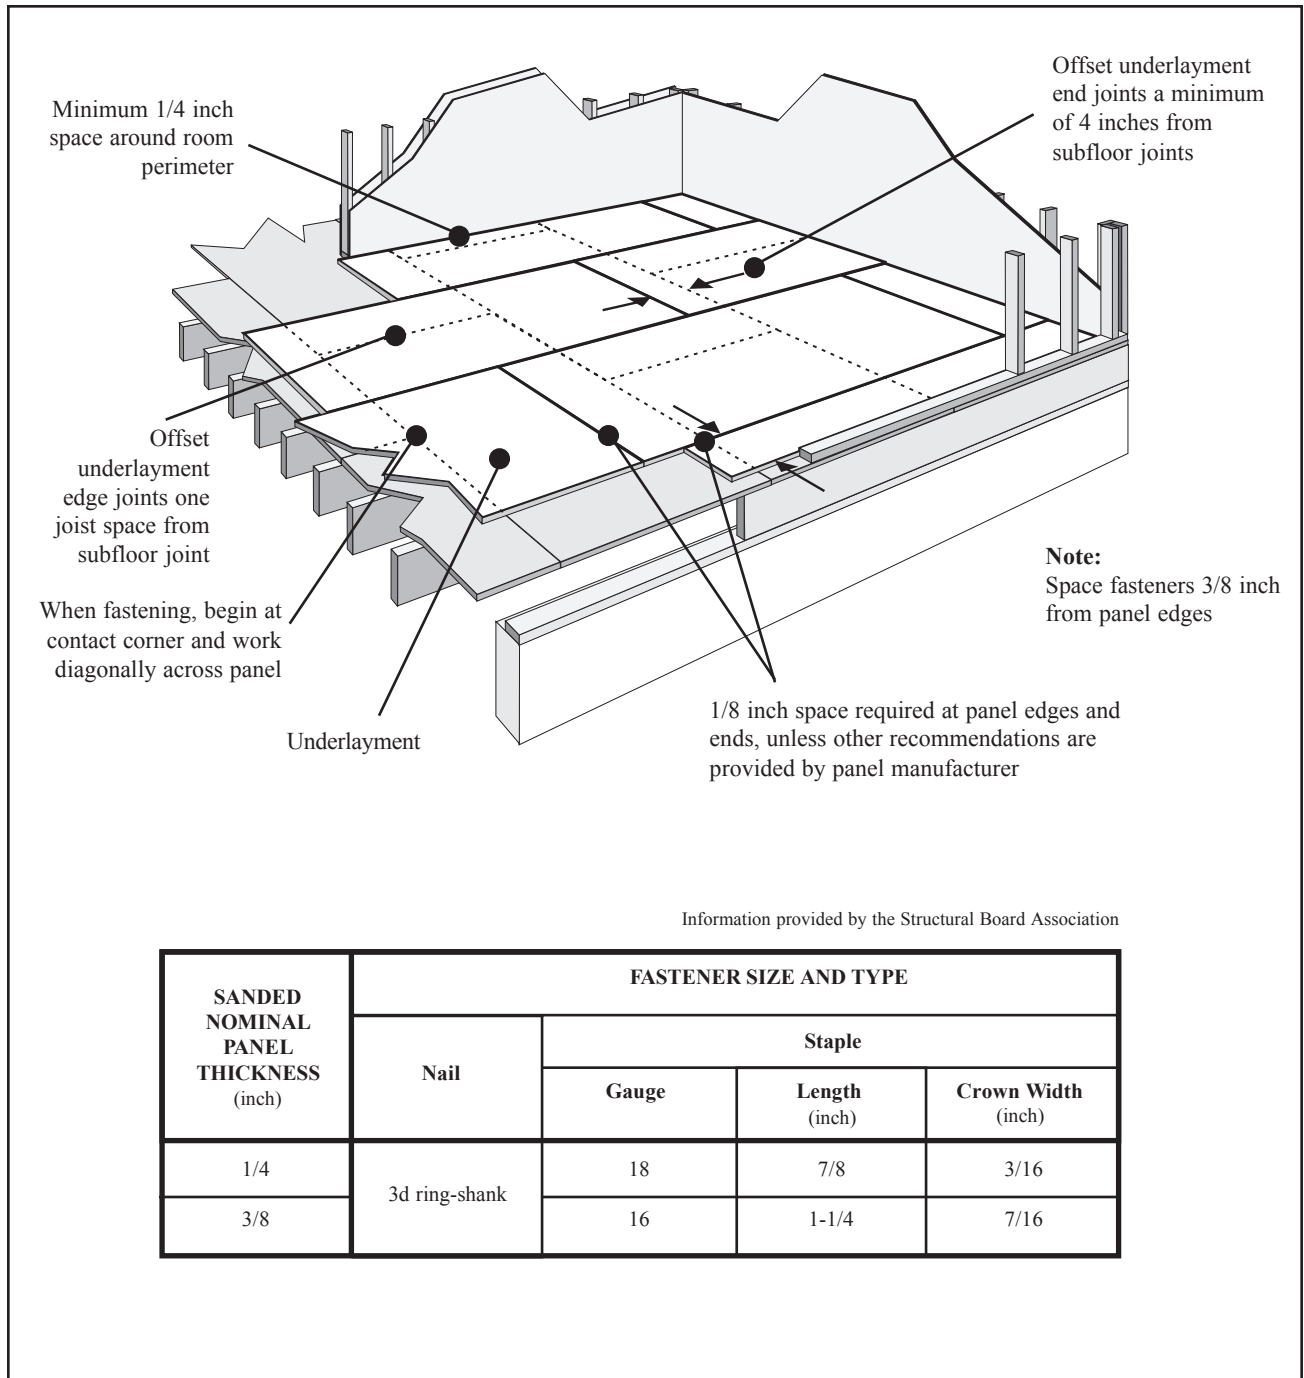 Minimum 1/4 inch
space around room
perimeter
Offset underlayment
end joints a minimum
of 4 inches from
subfloor joints
Offset
underlayment
edge joints one
joist space from
subfloor joint
When fastening, begin at
contact corner and work
diagonally across panel
Underlayment
Note:
Space fasteners 3/8 inch
from panel edges
1/8 inch space required at panel edges and
ends, unless other recommendations are
provided by panel manufacturer
Information provided by the Structural Board Association
SANDED
NOMINAL
PANEL
THICKNESS
(inch)
FASTENER SIZE AND TYPE
Nail
Staple
Gauge
Length
(inch)
Crown Width
(inch)
1/4
3d ring-shank
18
7/8
3/16
3/8
16
1-1/4
7/16